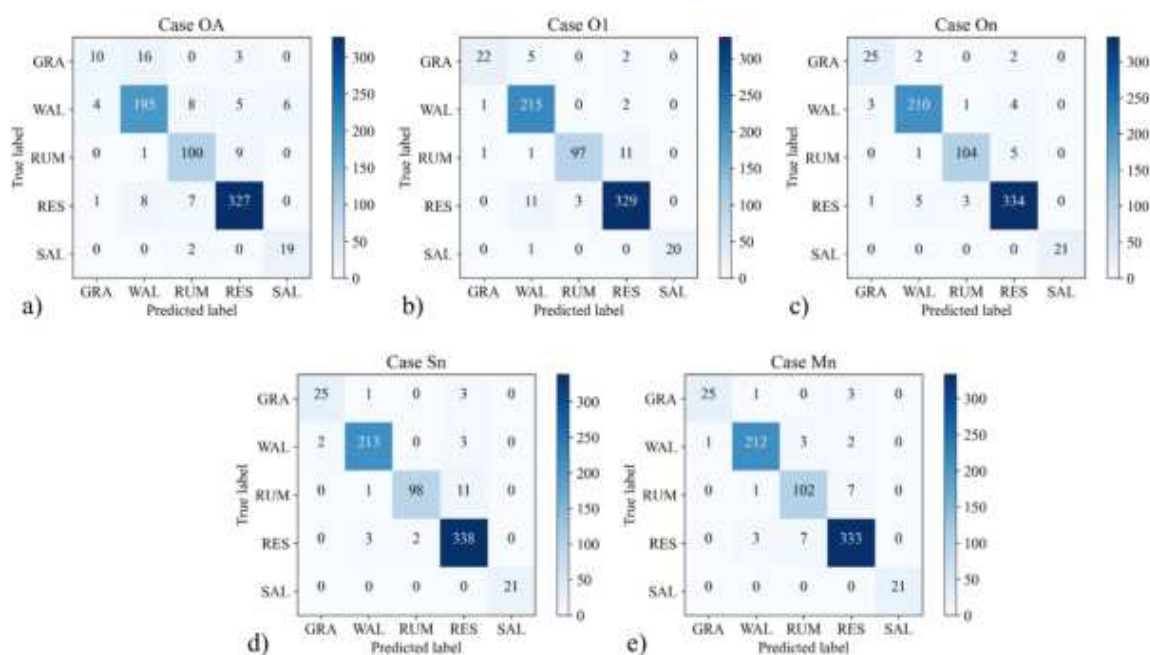 Case OA
GRA 10 16 0 3 0
WAL 4 195 8 5 6
RUM 0 1 100 9 0
RES 1 8 7 327 0
SAL 0 0 2 0 19
GRA WAL RUM RES SAL
True label
Predicted label
300
250
200
150
100
50
0
a)
Case O1
GRA 22 5 0 2 0
WAL 1 215 0 2 0
RUM 1 1 97 11 0
RES 0 11 3 329 0
SAL 0 1 0 0 20
GRA WAL RUM RES SAL
True label
Predicted label
300
250
200
150
100
50
0
b)
Case On
GRA 25 2 0 2 0
WAL 3 210 1 4 0
RUM 0 1 104 5 0
RES 1 5 3 334 0
SAL 0 0 0 0 21
GRA WAL RUM RES SAL
True label
Predicted label
300
250
200
150
100
50
0
c)
Case Sn
GRA 25 1 0 3 0
WAL 2 213 0 3 0
RUM 0 1 98 11 0
RES 0 3 2 338 0
SAL 0 0 0 0 21
GRA WAL RUM RES SAL
True label
Predicted label
300
250
200
150
100
50
0
d)
Case Mn
GRA 25 1 0 3 0
WAL 1 212 3 2 0
RUM 0 1 102 7 0
RES 0 3 7 333 0
SAL 0 0 0 0 21
GRA WAL RUM RES SAL
True label
Predicted label
300
250
200
150
100
50
0
e)